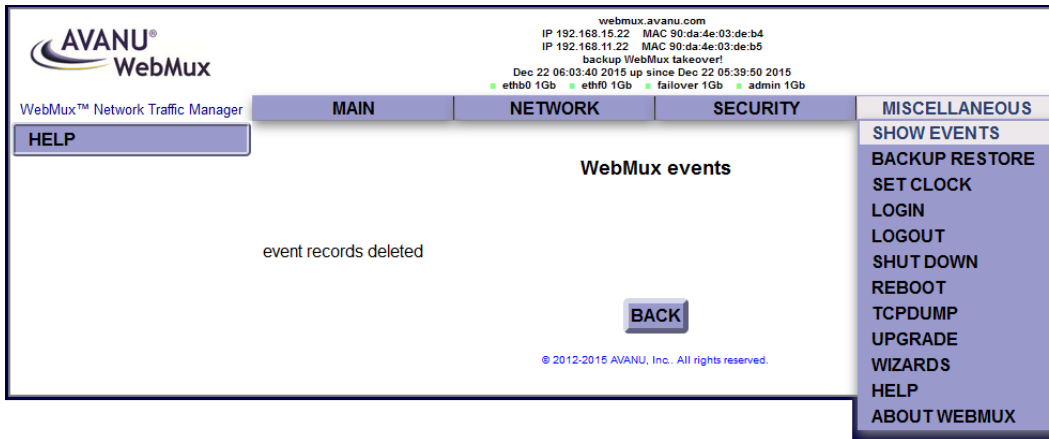 AVANU®
WebMux
webmux.avanu.com
IP 192.168.15.22 MAC 90:da:4e:03:de:b4
IP 192.168.11.22 MAC 90:da:4e:03:de:b5
backup WebMux takeover!
Dec 22 06:03:40 2015 up since Dec 22 05:39:50 2015
ethb0 1Gb ethf0 1Gb failover 1Gb admin 1Gb
WebMux™ Network Traffic Manager
MAIN
NETWORK
SECURITY
MISCELLANEOUS
HELP
SHOW EVENTS
BACKUP RESTORE
SET CLOCK
LOGIN
LOGOUT
SHUT DOWN
REBOOT
TCPDUMP
UPGRADE
WIZARDS
HELP
ABOUT WEBMUX
WebMux events
event records deleted
BACK
© 2012-2015 AVANU, Inc.. All rights reserved.